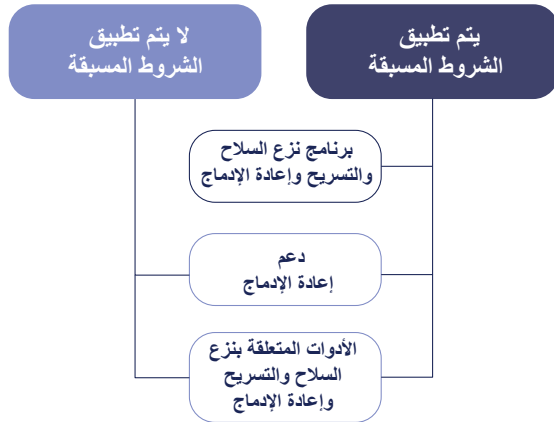 يتم تطبيق
الشروط المسبقة
لا يتم تطبيق
الشروط المسبقة
برنامج نزع السلاح
والتسريح وإعادة الإدماج
دعم
إعادة الإدماج
الأدوات المتعلقة بنزع
السلاح والتسريح
وإعادة الإدماج